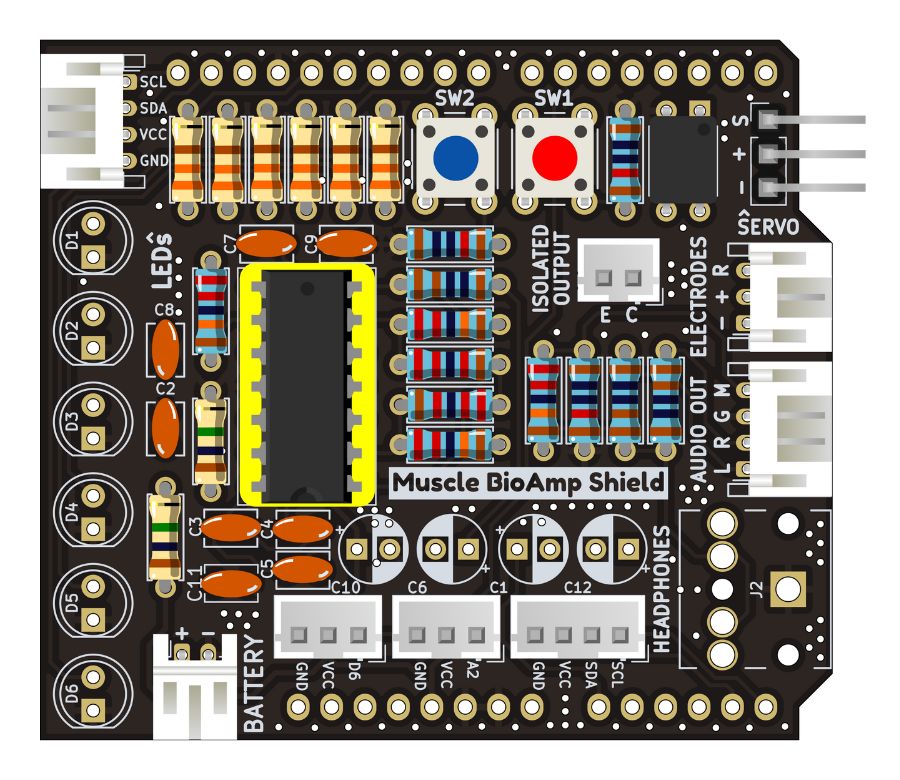 SCL
SDA
VCC
GND
SW2
SW1
S
+
-
SERVO
D1
D2
D3
D4
D5
D6
LEDs
C7
C9
C8
C2
ISOLATED
OUTPUT
E C
ELECTRODES
- + R
AUDIO OUT
L R G M
Muscle BioAmp Shield
C3
C4
C5
C11
+
+
+
+
C10
C6
C1
C12
HEADPHONES
J2
+ -
BATTERY
GND
VCC
D6
GND
VCC
A2
GND
VCC
SDA
SCL